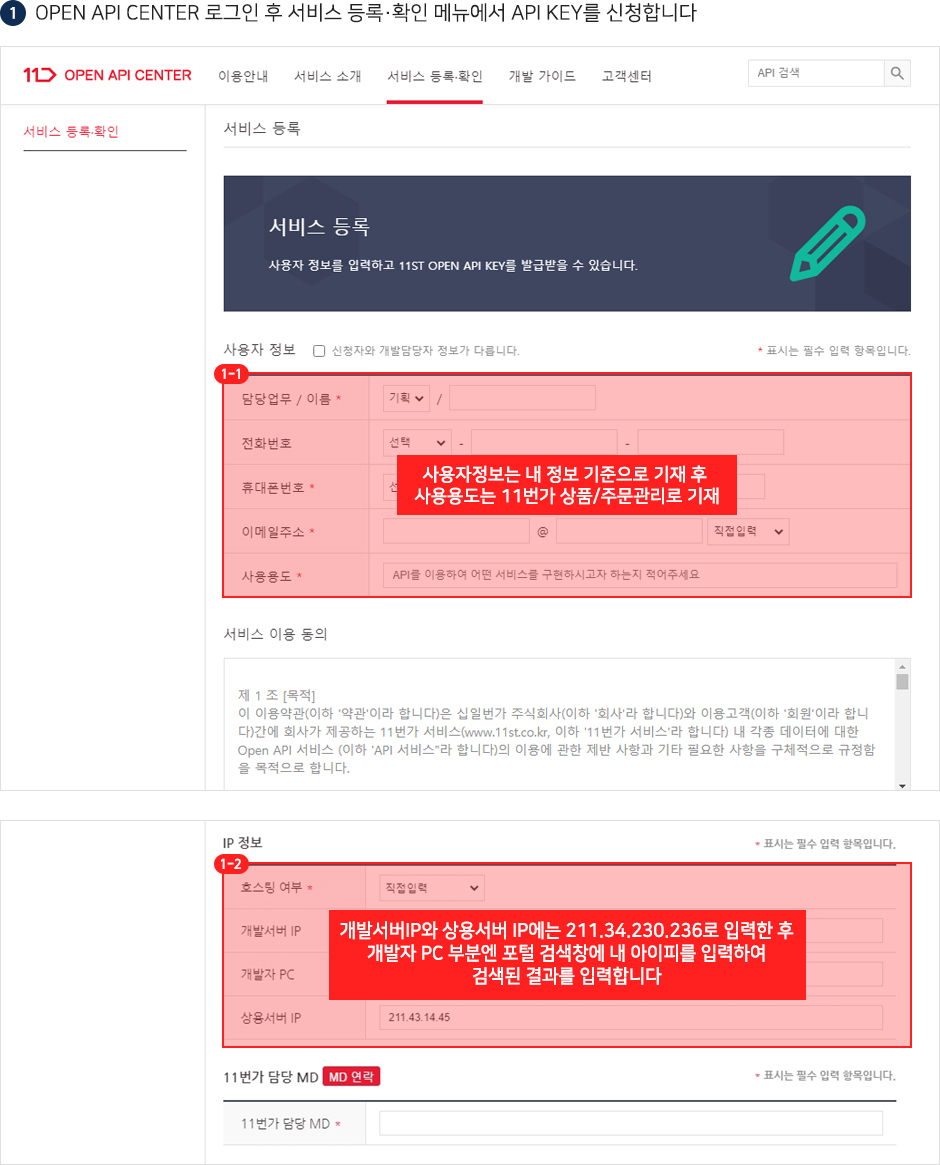 1 OPEN API CENTER 로그인 후 서비스 등록·확인 메뉴에서 API KEY를 신청합니다
11 OPEN API CENTER 이용안내 서비스 소개 서비스 등록·확인 개발 가이드 고객센터 API 검색
서비스 등록·확인
서비스 등록
서비스 등록
사용자 정보를 입력하고 11ST OPEN API KEY를 발급받을 수 있습니다.
사용자 정보 신청자와 개발담당자 정보가 다릅니다. * 표시는 필수 입력 항목입니다.
1-1
담당업무 / 이름 * 기획 /
전화번호 선택 - -
사용자정보는 내 정보 기준으로 기재 후
휴대폰번호 *
사용용도는 11번가 상품/주문관리로 기재
이메일주소 * @ 직접입력
사용용도 * API를 이용하여 어떤 서비스를 구현하시고자 하는지 적어주세요
서비스 이용 동의
제 1 조 [목적]
이 이용약관(이하 '약관'이라 합니다)은 십일번가 주식회사(이하 '회사'라 합니다)와 이용고객(이하 '회원'이라 합니
다)간에 회사가 제공하는 11번가 서비스(www.11st.co.kr, 이하 '11번가 서비스'라 합니다) 내 각종 데이터에 대한
Open API 서비스 (이하 'API 서비스"라 합니다)의 이용에 관한 제반 사항과 기타 필요한 사항을 구체적으로 규정함
을 목적으로 합니다.
IP 정보 * 표시는 필수 입력 항목입니다.
1-2
호스팅 여부 * 직접입력
개발서버 IP
개발서버IP와 상용서버 IP에는 211.34.230.236로 입력한 후
개발자 PC 부분엔 포털 검색창에 내 아이피를 입력하여
개발자 PC
검색된 결과를 입력합니다
상용서버 IP 211.43.14.45
11번가 담당 MD MD 연락 * 표시는 필수 입력 항목입니다.
11번가 담당 MD *